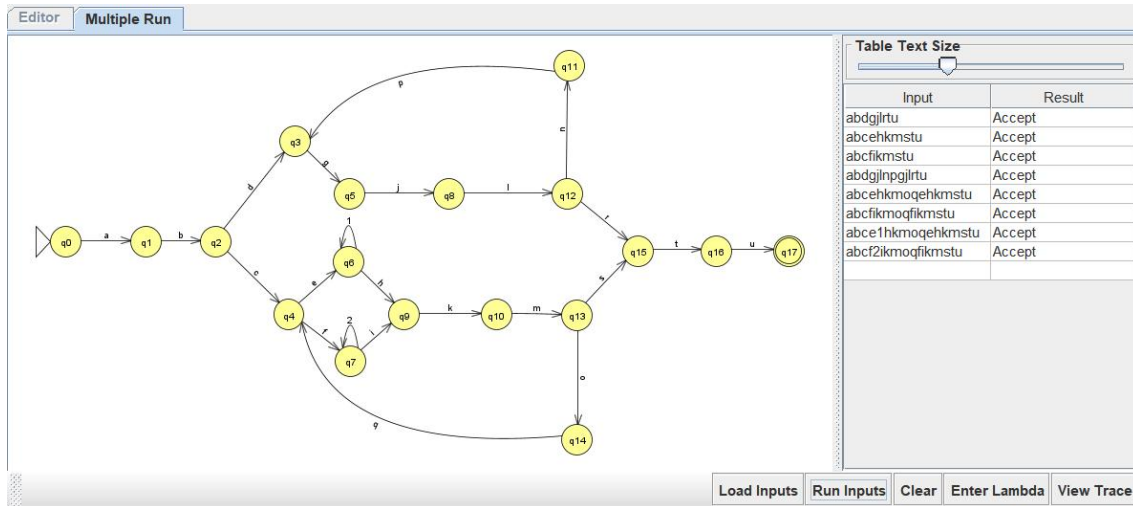 Editor
Multiple Run
q0
a
q1
b
q2
d
c
q3
g
q5
j
q8
l
q12
n
q11
p
r
q4
e
q6
1
h
f
q7
2
i
q9
k
q10
m
q13
s
o
q14
q
q15
t
q16
u
q17
Table Text Size
Input Result
abdgjlrtu Accept
abcehkmstu Accept
abcfikmstu Accept
abdgjlnpgjlrtu Accept
abcehkmoqehkmstu Accept
abcfikmoqfikmstu Accept
abce1hkmoqehkmstu Accept
abcf2ikmoqfikmstu Accept
Load Inputs Run Inputs Clear Enter Lambda View Trace